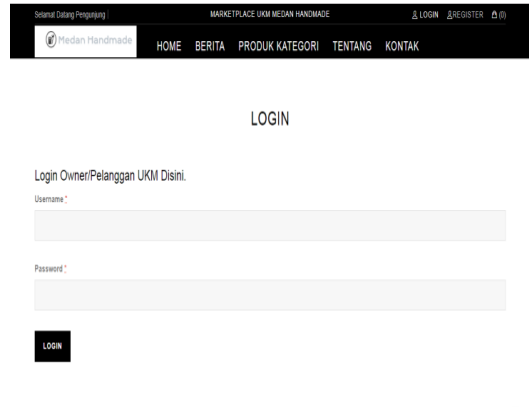 Selamat Datang Pengunjung |
MARKETPLACE UKM MEDAN HANDMADE
LOGIN REGISTER (0)
Medan Handmade
HOME BERITA PRODUK KATEGORI TENTANG KONTAK
LOGIN
Login Owner/Pelanggan UKM Disini.
Username *
Password *
LOGIN